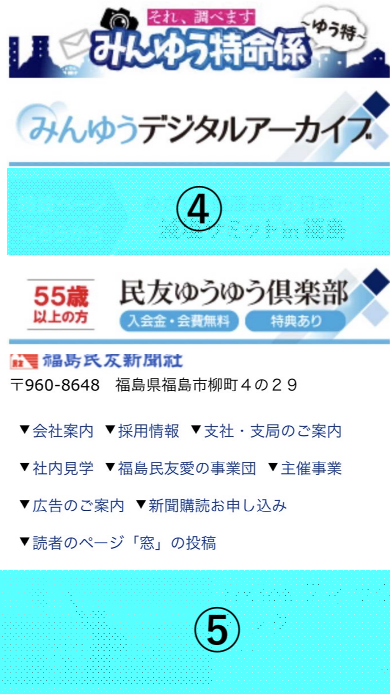 それ、調べます
みんゆう特命係
〜ゆう特〜
みんゆうデジタルアーカイブ
④
55歳
以上の方
民友ゆうゆう倶楽部
入会金・会費無料
特典あり
福島民友新聞社
〒960-8648　福島県福島市柳町４の２９
▼会社案内 ▼採用情報 ▼支社・支局のご案内
▼社内見学 ▼福島民友愛の事業団 ▼主催事業
▼広告のご案内 ▼新聞購読お申し込み
▼読者のページ「窓」の投稿
⑤